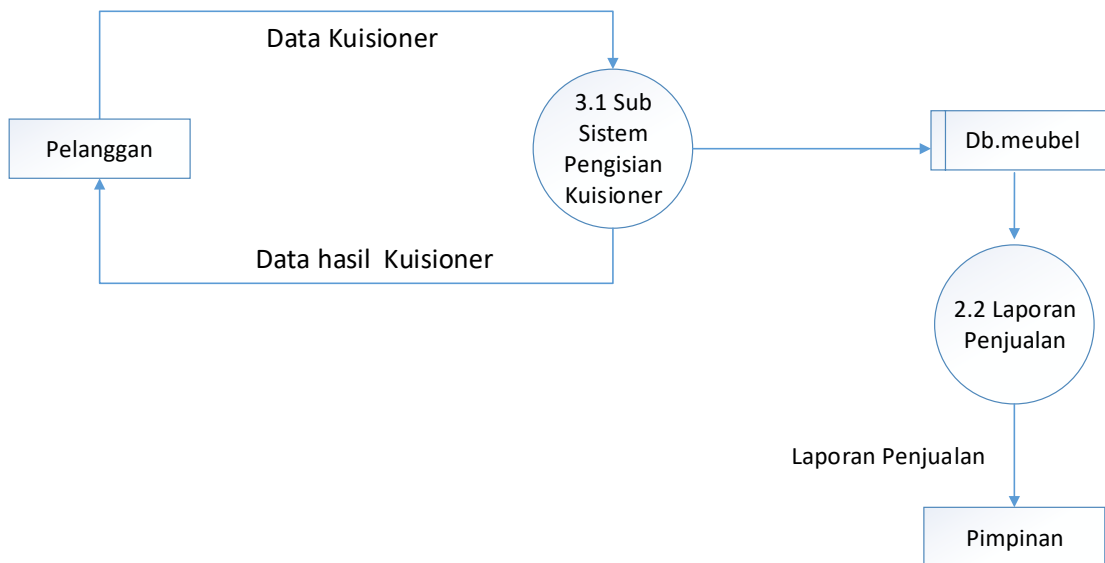 Data Kuisioner
3.1 Sub
Sistem
Pengisian
Kuisioner
Pelanggan
Db.meubel
Data hasil Kuisioner
2.2 Laporan
Penjualan
Laporan Penjualan
Pimpinan